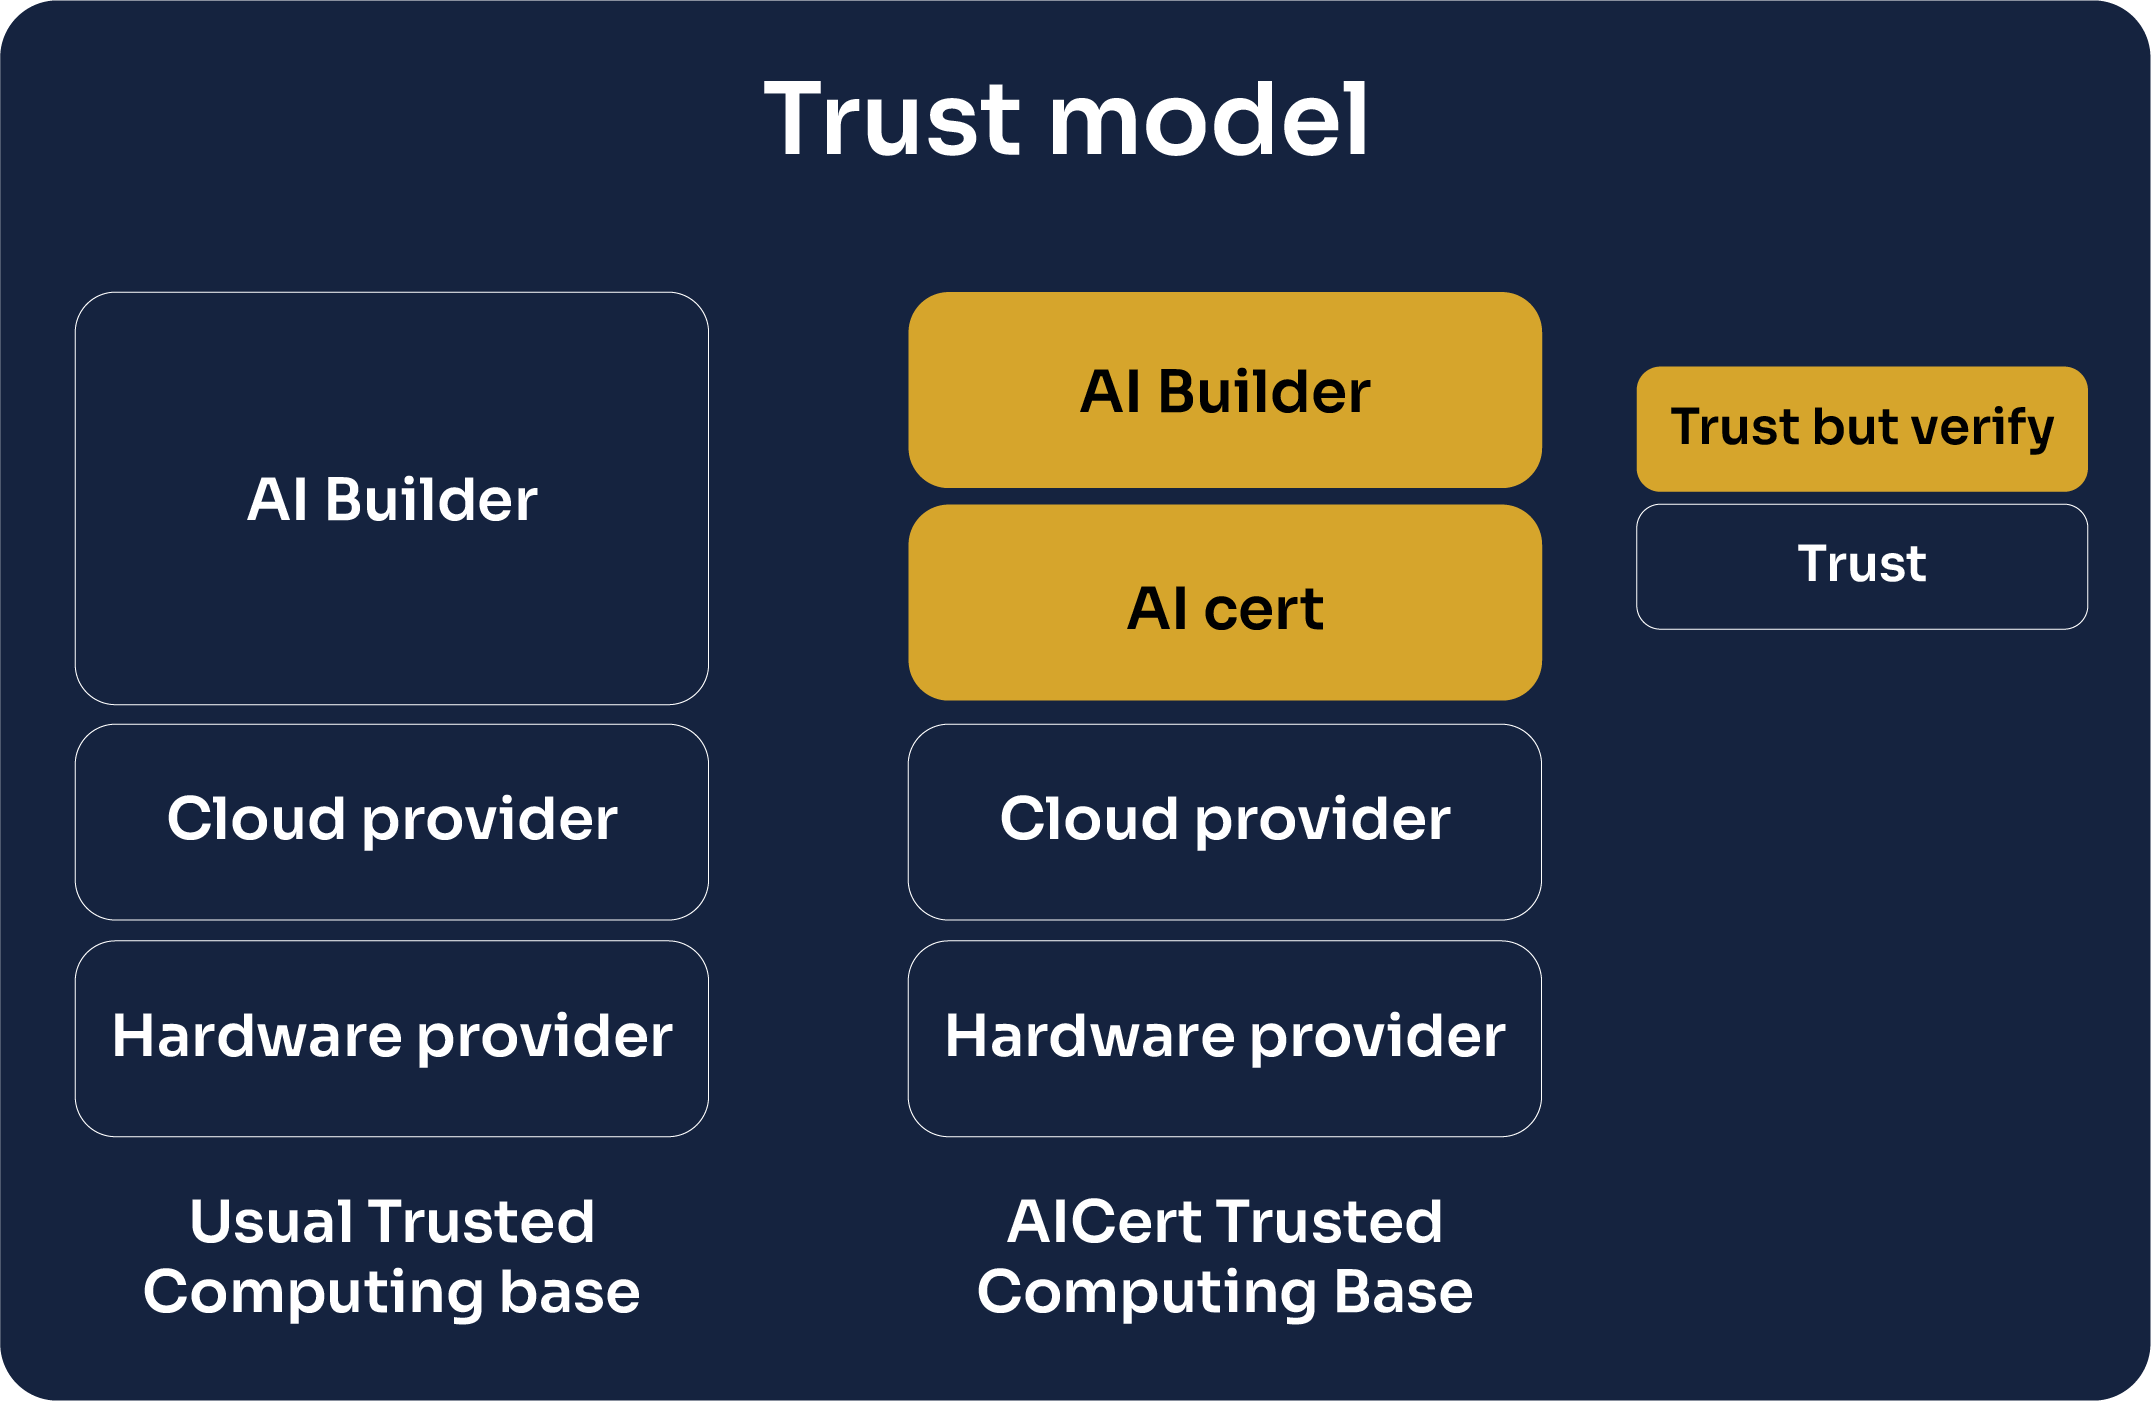 Trust model
AI Builder
Cloud provider
Hardware provider
Usual Trusted
Computing base
AI Builder
AI cert
Cloud provider
Hardware provider
AICert Trusted
Computing Base
Trust but verify
Trust